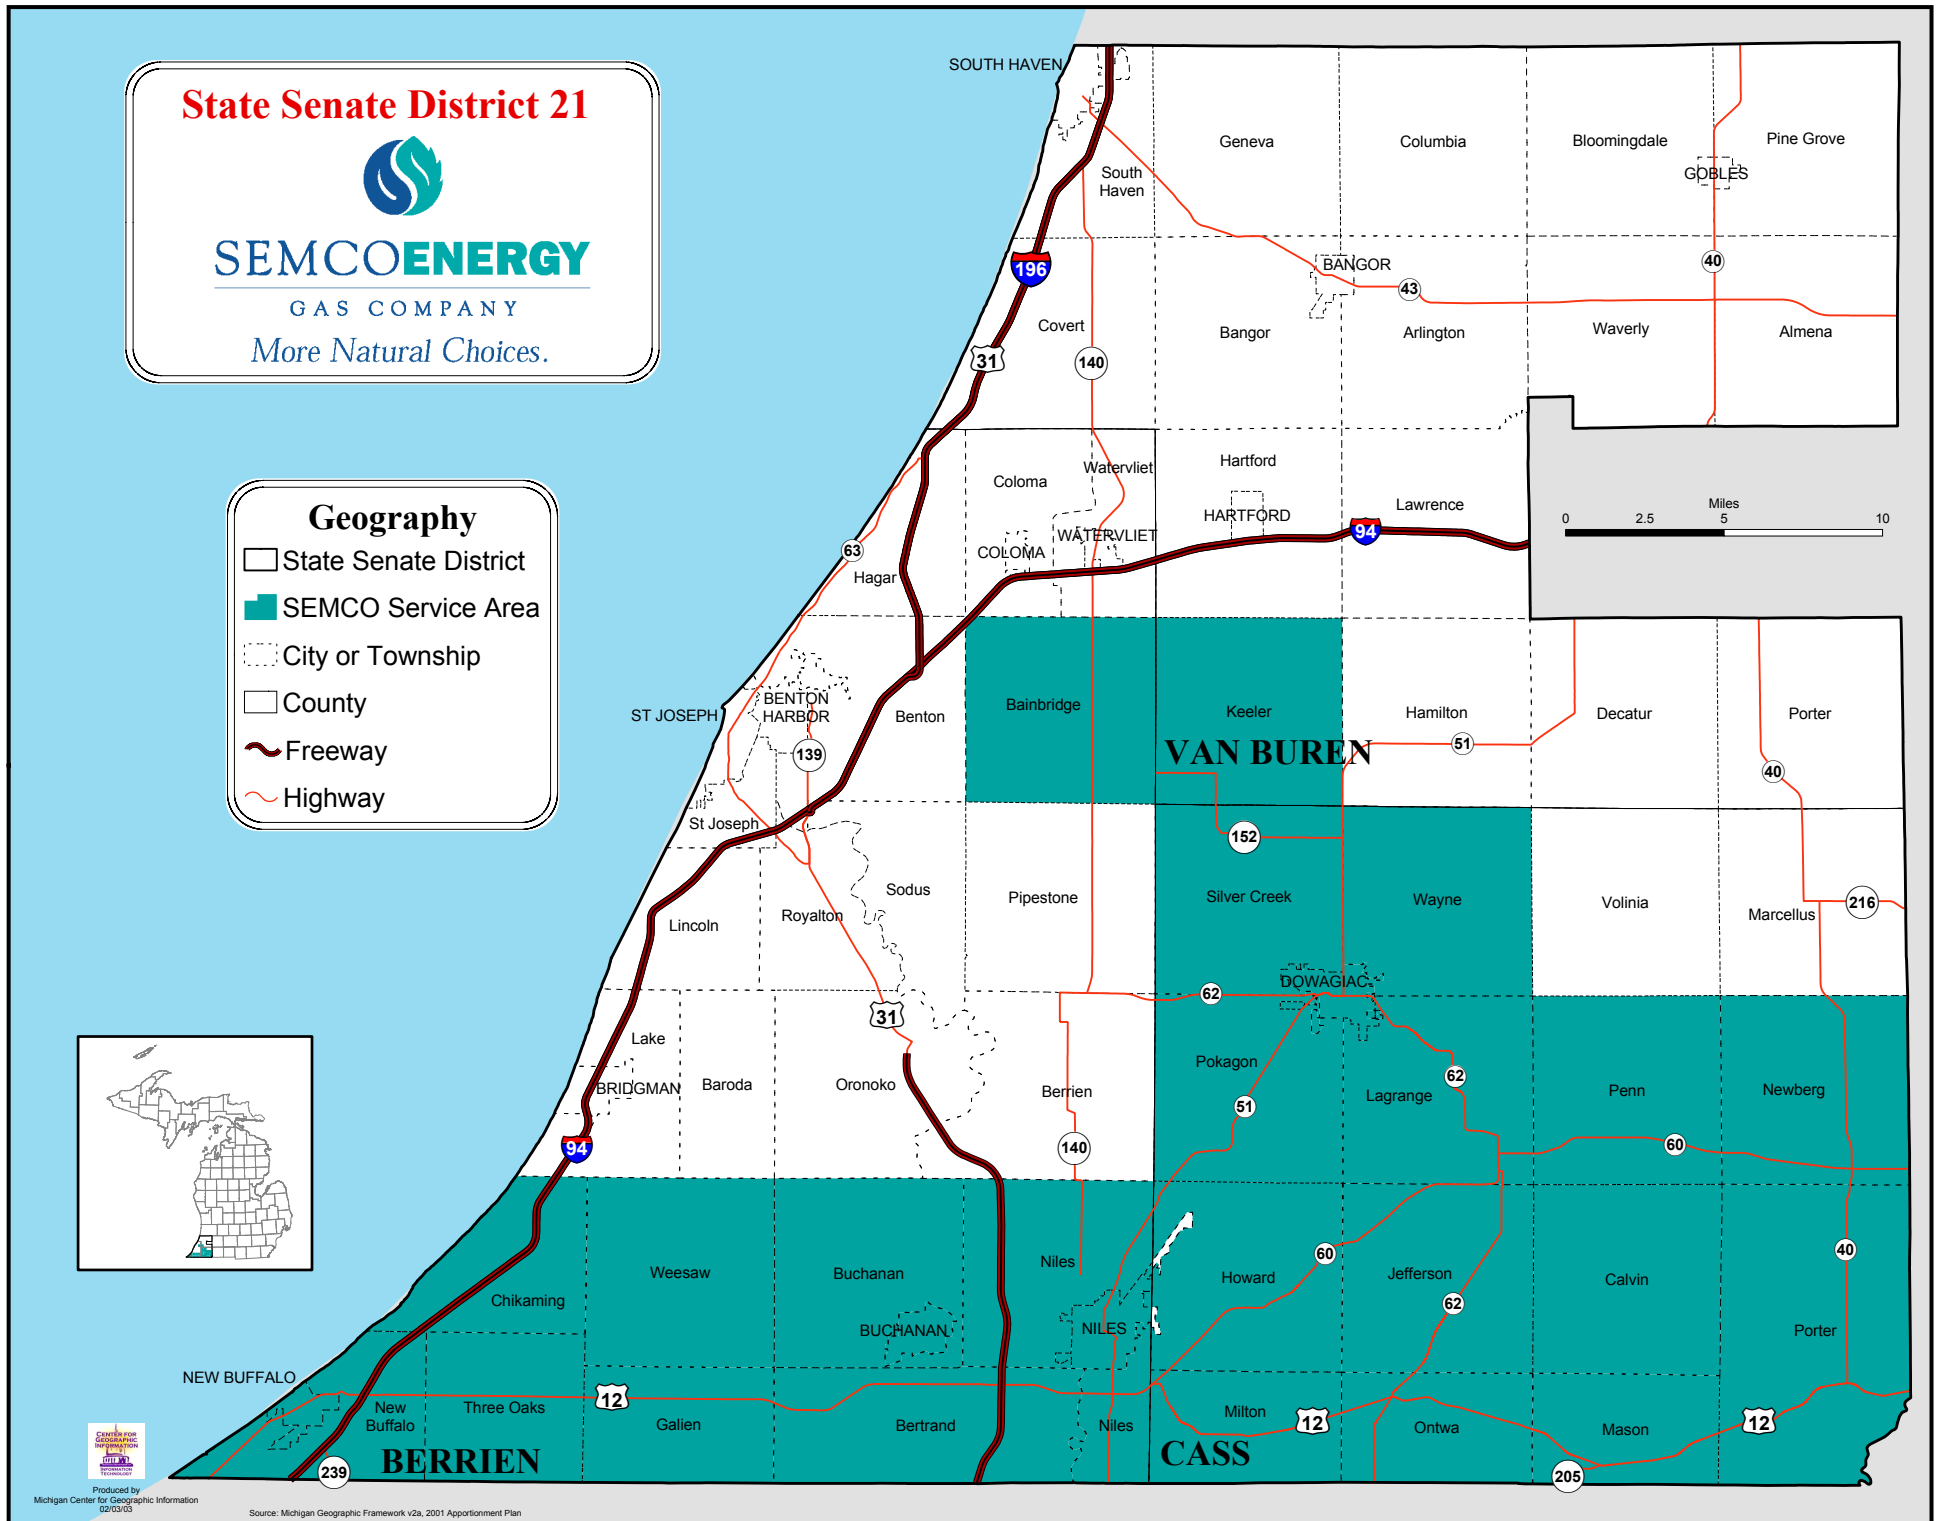 State Senate District 21
SEMCOENERGY
GAS COMPANY
More Natural Choices.
Geography
State Senate District
SEMCO Service Area
City or Township
County
Freeway
Highway
SOUTH HAVEN
Geneva
Columbia
Bloomingdale
Pine Grove
GOBLES
South
Haven
196
BANGOR
43
40
Covert
31
140
Bangor
Arlington
Waverly
Almena
Hartford
Watervliet
Coloma
Lawrence
HARTFORD
94
WATERVLIET
COLOMA
63
Hagar
Miles
0
2.5
5
10
BENTON
HARBOR
ST JOSEPH
Benton
139
Bainbridge
Keeler
Hamilton
51
Decatur
Porter
VAN BUREN
40
St Joseph
152
Sodus
Pipestone
Silver Creek
Wayne
Volinia
Marcellus
216
Lincoln
Royalton
DOWAGIAC
62
31
Lake
BRIDGMAN
Baroda
Oronoko
Berrien
Pokagon
62
Lagrange
51
Penn
Newberg
94
140
60
Weesaw
Buchanan
Niles
Howard
60
Jefferson
62
Calvin
40
Chikaming
BUCHANAN
NILES
Porter
NEW BUFFALO
New
Buffalo
Three Oaks
12
Galien
Bertrand
Niles
Milton
12
Ontwa
Mason
12
BERRIEN
CASS
239
205
CENTER FOR
GEOGRAPHIC
INFORMATION
INFORMATION
TECHNOLOGY
Produced by
Michigan Center for Geographic Information
02/03/03
Source: Michigan Geographic Framework v2a, 2001 Apportionment Plan